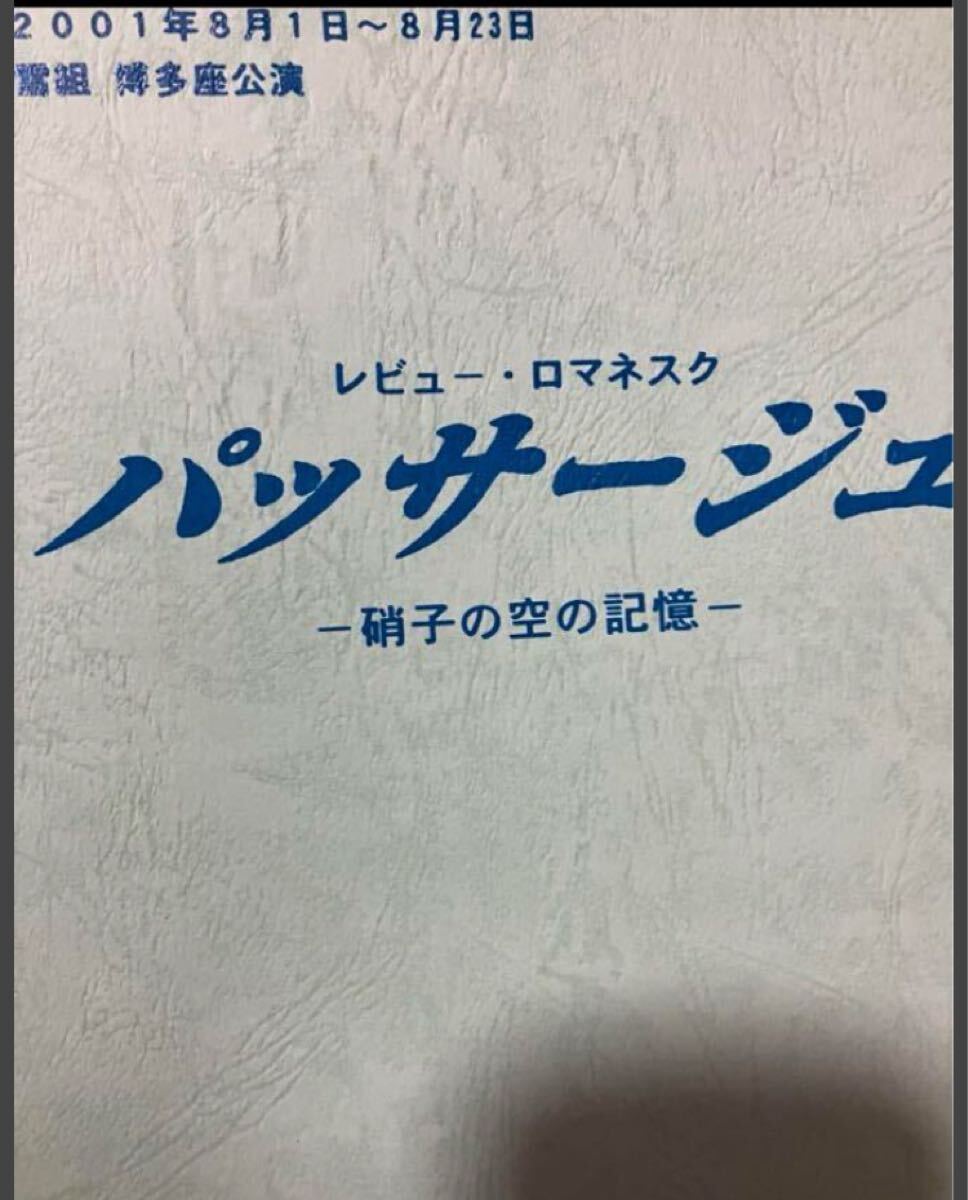 2001年8月1日～8月23日
雪組 博多座公演
レビュー・ロマネスク
パッサージュ
－硝子の空の記憶－